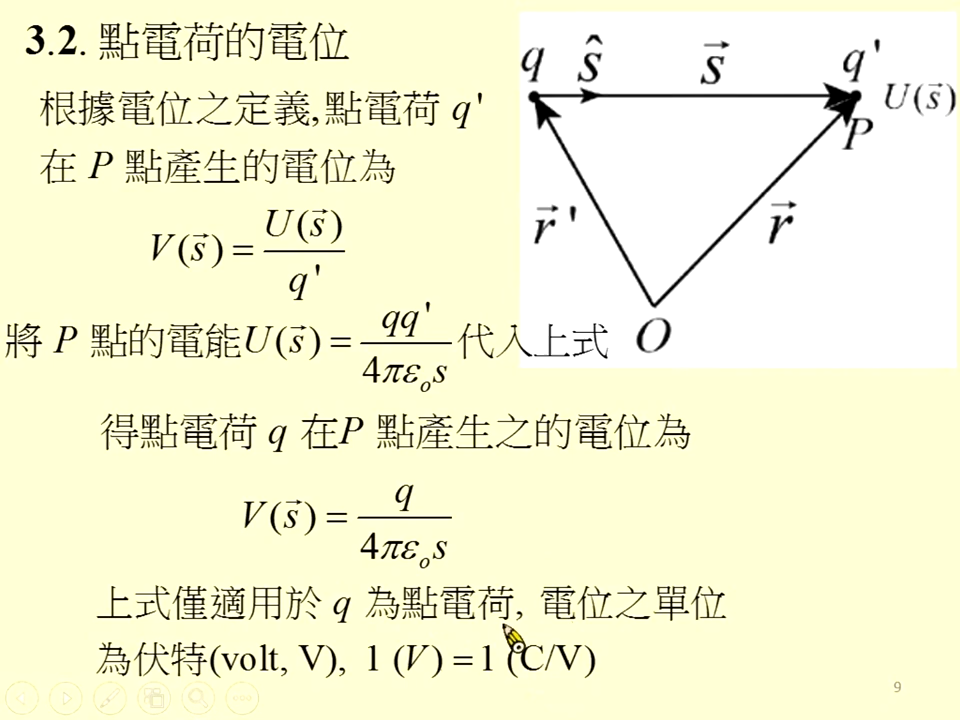 3.2. 點電荷的電位
根據電位之定義,點電荷 q'
在 P 點產生的電位為
V(s⃗) = U(s⃗) / q'
將 P 點的電能U(s⃗) = qq' / 4πε₀s 代入上式
得點電荷 q 在P 點產生之的電位為
V(s⃗) = q / 4πε₀s
上式僅適用於 q 為點電荷, 電位之單位
為伏特(volt, V), 1 (V) = 1 (C/V)
q ŝ s⃗ q' U(s⃗)
P
r⃗' r⃗
O
9